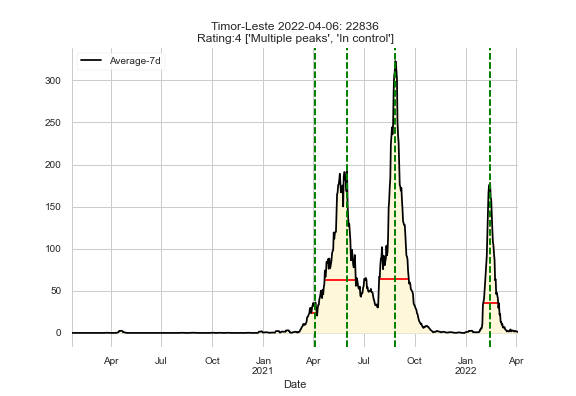 Timor-Leste 2022-04-06: 22836
Rating:4 ['Multiple peaks', 'In control']
Average-7d
300
250
200
150
100
50
0
Apr Jul Oct Jan Apr Jul Oct Jan Apr
2021 2022
Date